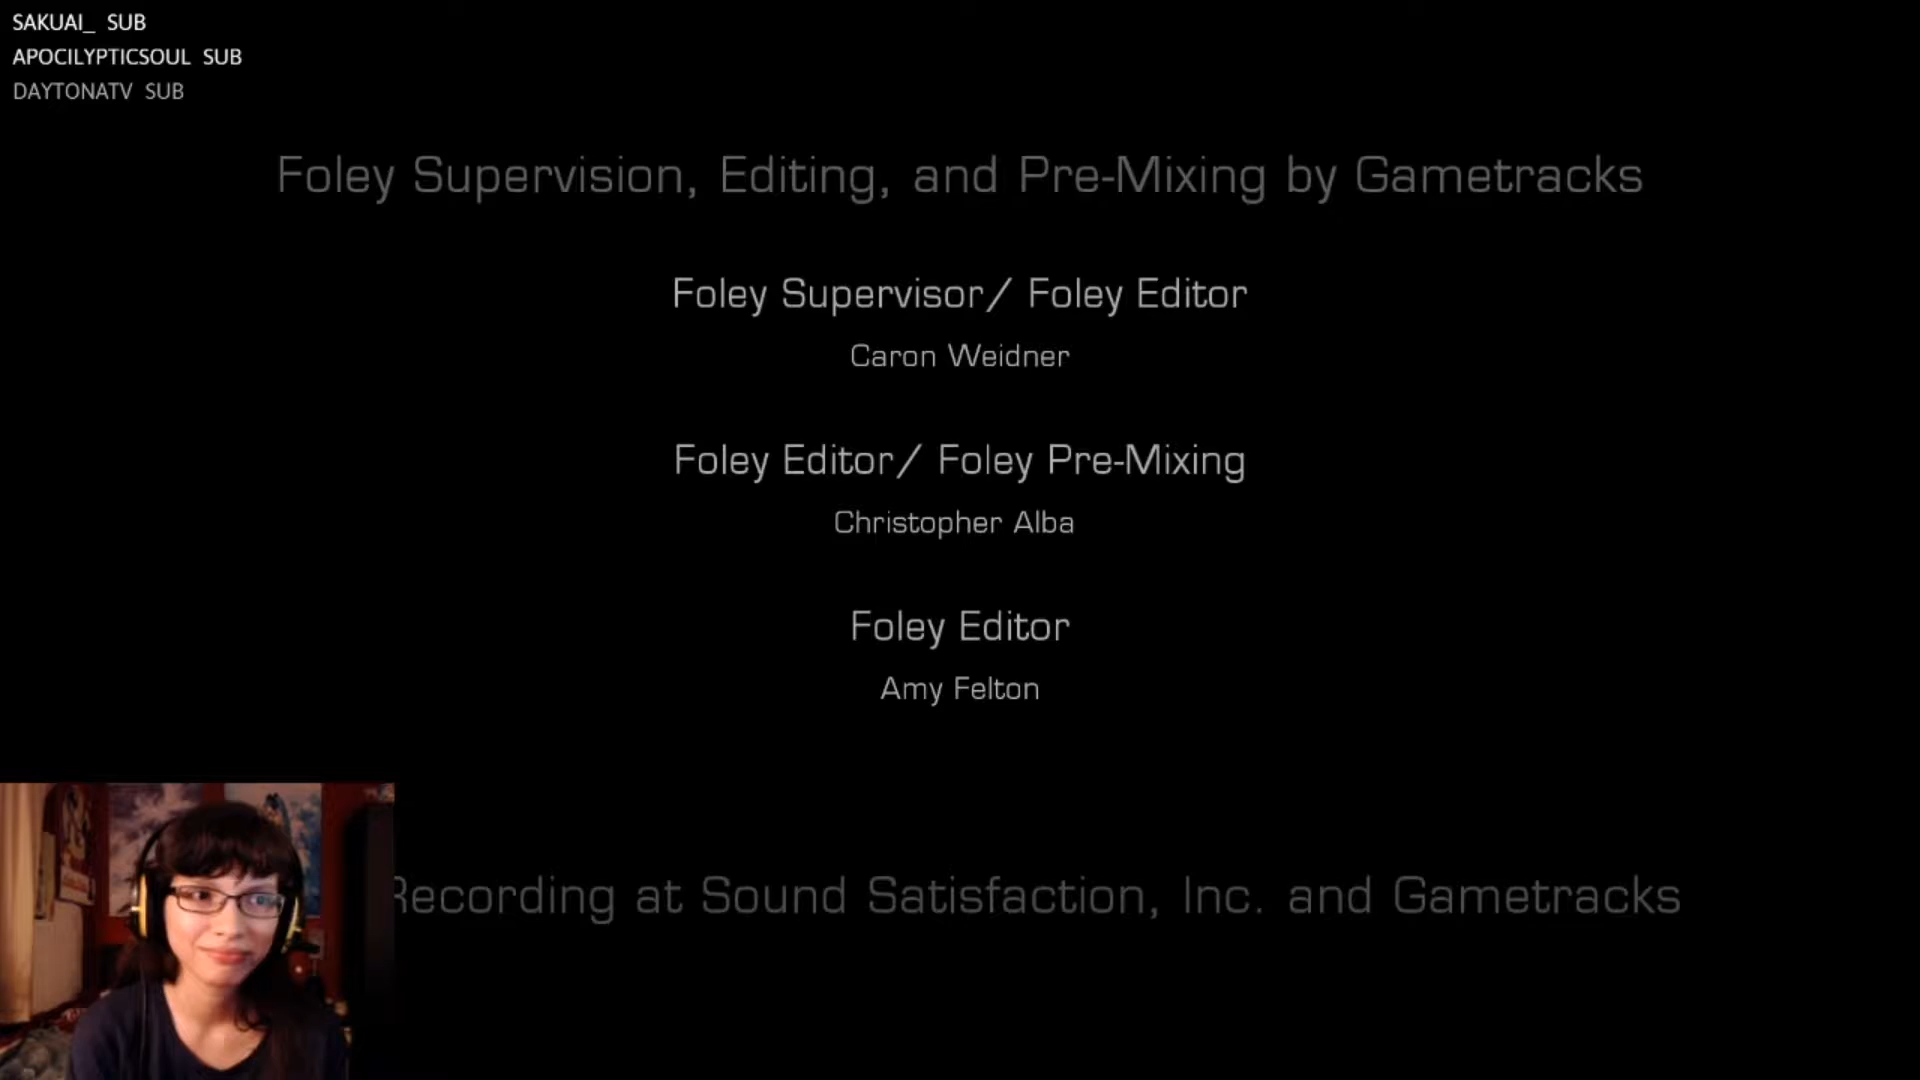 SAKUAI_ SUB
APOCILYPTICSOUL SUB
DAYTONATV SUB
Foley Supervision, Editing, and Pre-Mixing by Gametracks
Foley Supervisor/ Foley Editor
Caron Weidner
Foley Editor/ Foley Pre-Mixing
Christopher Alba
Foley Editor
Amy Felton
Recording at Sound Satisfaction, Inc. and Gametracks